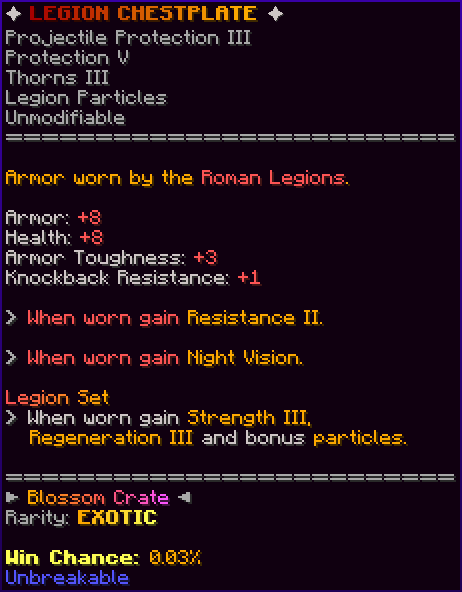 ✦ LEGION CHESTPLATE ✦
Projectile Protection III
Protection V
Thorns III
Legion Particles
Unmodifiable
Armor worn by the Roman Legions.
Armor: +8
Health: +8
Armor Toughness: +3
Knockback Resistance: +1
> When worn gain Resistance II.
> When worn gain Night Vision.
Legion Set
> When worn gain Strength III,
Regeneration III and bonus particles.
► Blossom Crate ◄
Rarity: EXOTIC
Win Chance: 0.03%
Unbreakable